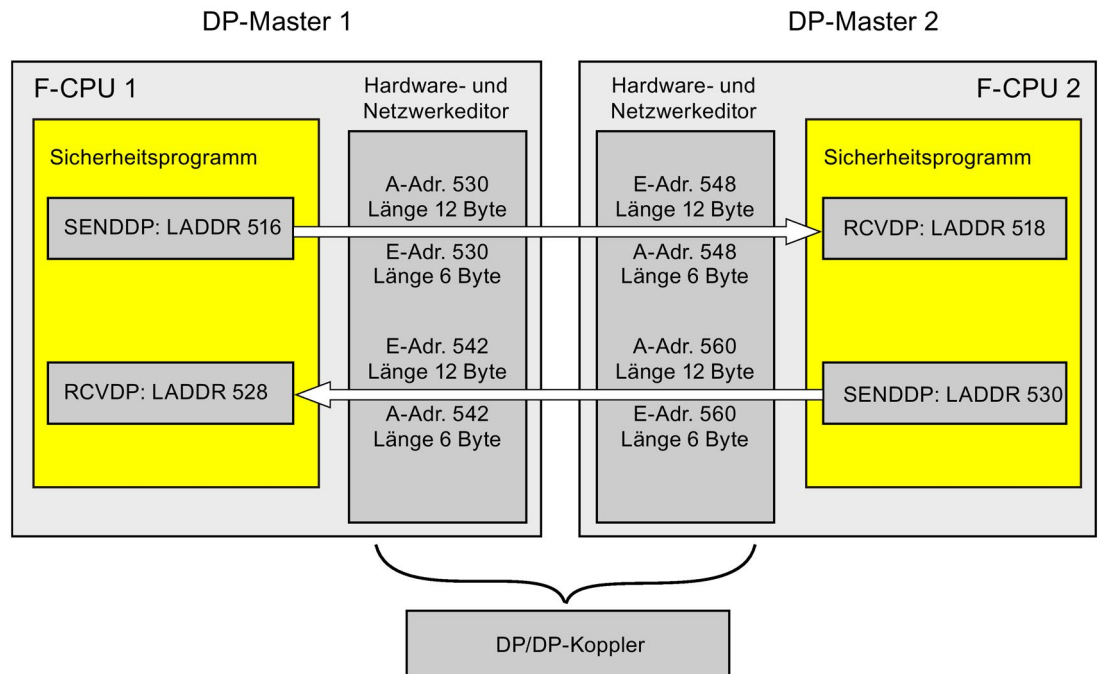 DP-Master 1
F-CPU 1
Hardware- und
Netzwerkeditor
Sicherheitsprogramm
SENDDP: LADDR 516
RCVDP: LADDR 528
A-Adr. 530
Länge 12 Byte
E-Adr. 530
Länge 6 Byte
E-Adr. 542
Länge 12 Byte
A-Adr. 542
Länge 6 Byte
DP-Master 2
Hardware- und
Netzwerkeditor
F-CPU 2
E-Adr. 548
Länge 12 Byte
A-Adr. 548
Länge 6 Byte
A-Adr. 560
Länge 12 Byte
E-Adr. 560
Länge 6 Byte
Sicherheitsprogramm
RCVDP: LADDR 518
SENDDP: LADDR 530
DP/DP-Koppler